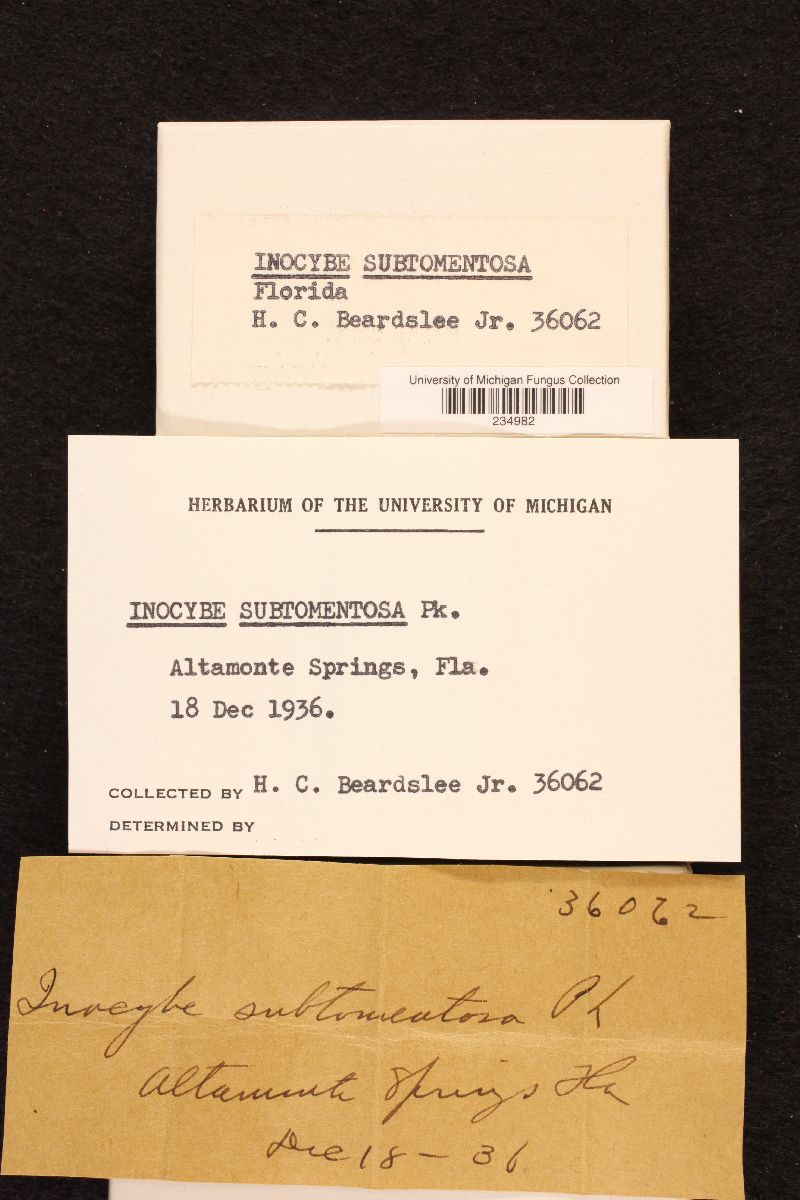 INOCYBE SUBTOMENTOSA
Florida
H. C. Beardslee Jr. 36062
University of Michigan Fungus Collection
234982
HERBARIUM OF THE UNIVERSITY OF MICHIGAN
INOCYBE SUBTOMENTOSA Pk.
Altamonte Springs, Fla.
18 Dec 1936.
COLLECTED BY H. C. Beardslee Jr. 36062
DETERMINED BY
36062
Inocybe subtomentosa Pk
Altamonte Springs Fla
Dec 18 - 36